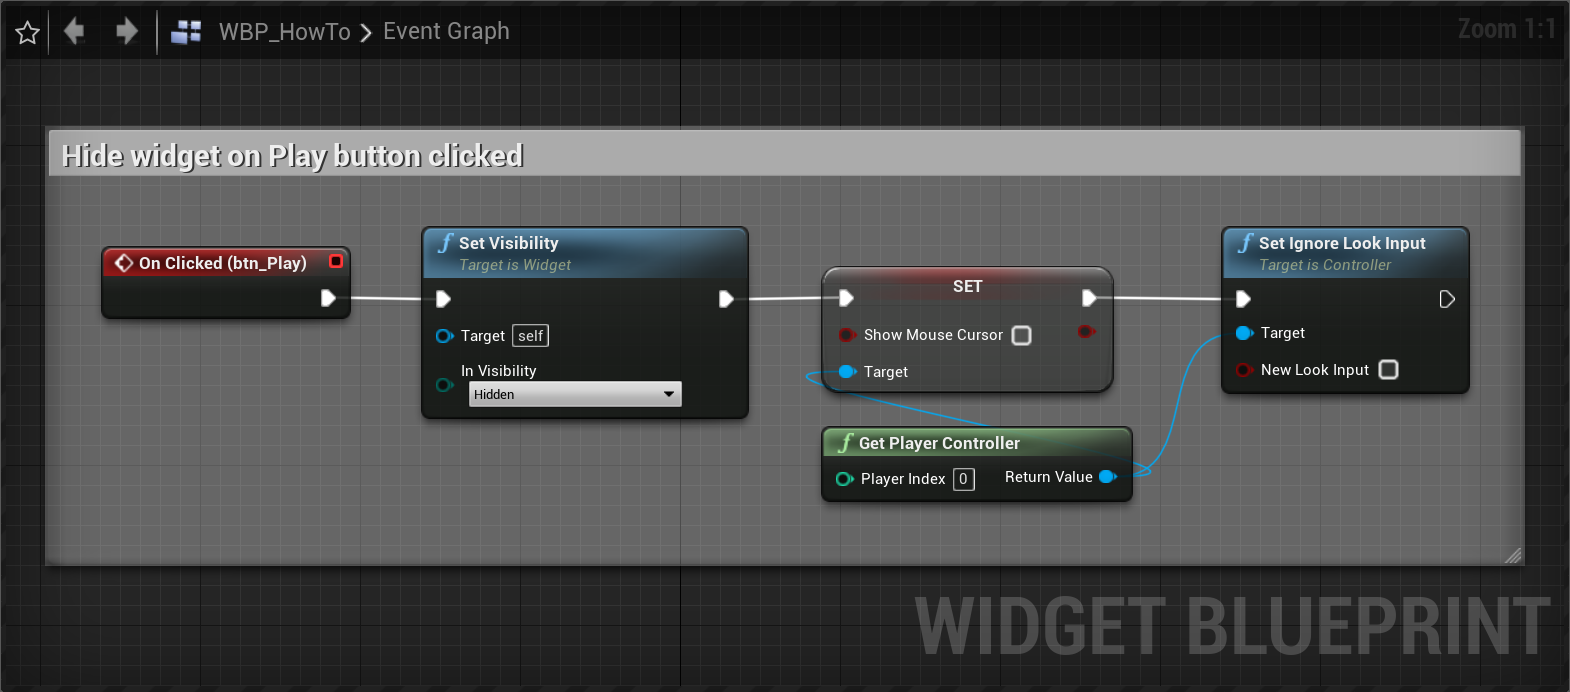 WBP_HowTo > Event Graph
Zoom 1:1
Hide widget on Play button clicked
On Clicked (btn_Play)
f Set Visibility
Target is Widget
Target self
In Visibility
Hidden
SET
Show Mouse Cursor
Target
f Get Player Controller
Player Index 0 Return Value
f Set Ignore Look Input
Target is Controller
Target
New Look Input
WIDGET BLUEPRINT